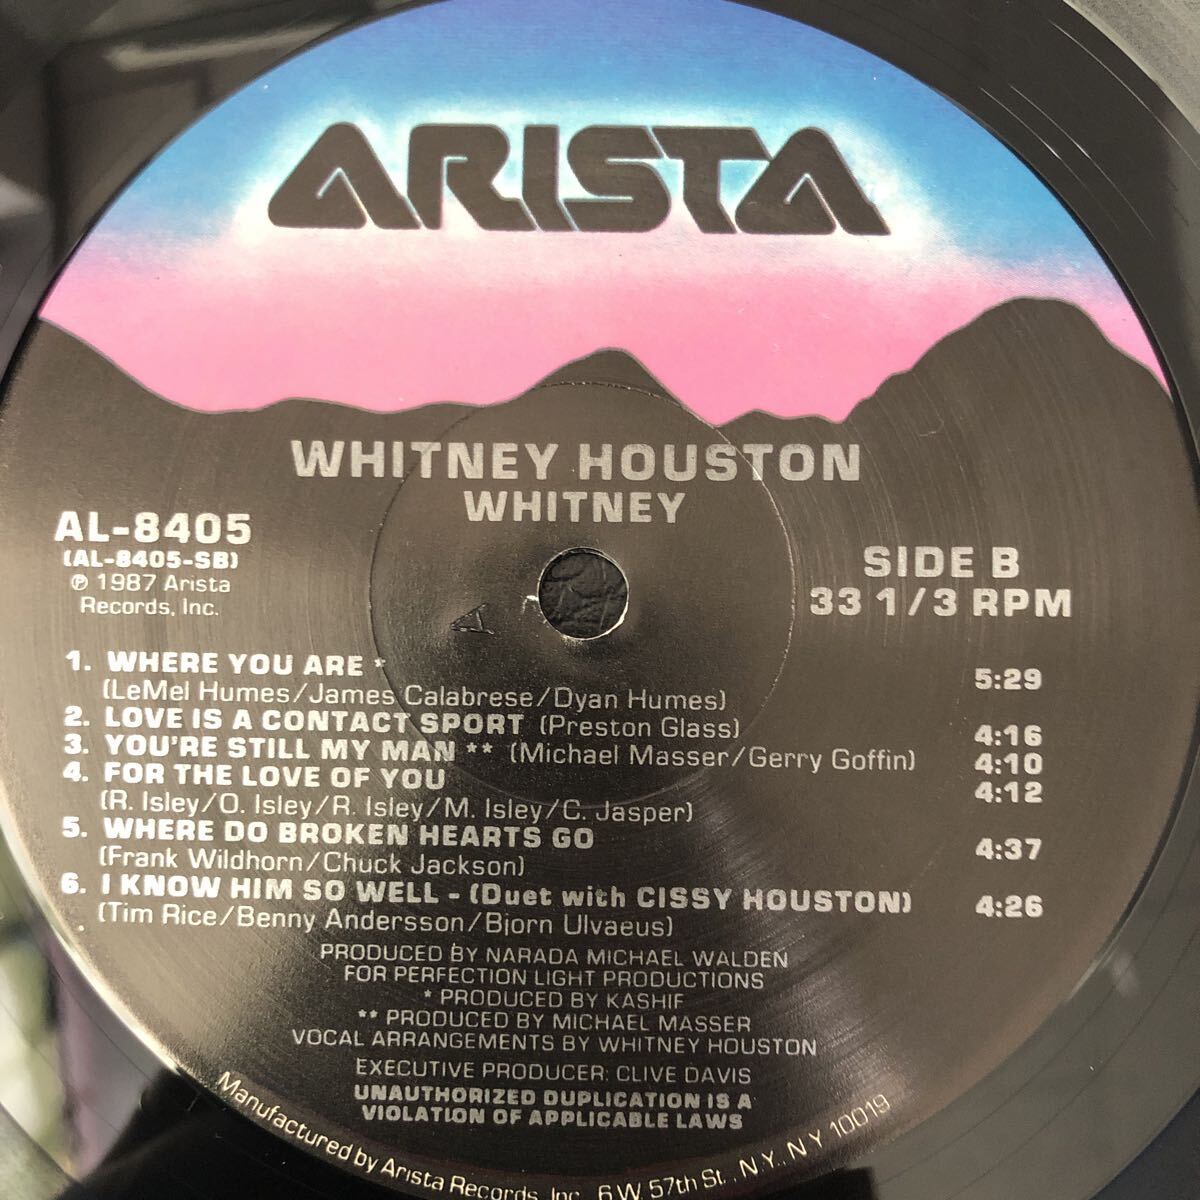 ARISTA
WHITNEY HOUSTON
WHITNEY
AL-8405
(AL-8405-SB)
℗ 1987 Arista
Records, Inc.
SIDE B
33 1/3 RPM
1. WHERE YOU ARE * 5:29
(LeMel Humes/James Calabrese/Dyan Humes)
2. LOVE IS A CONTACT SPORT (Preston Glass) 4:16
3. YOU'RE STILL MY MAN ** (Michael Masser/Gerry Goffin) 4:10
4. FOR THE LOVE OF YOU 4:12
(R. Isley/O. Isley/R. Isley/M. Isley/C. Jasper)
5. WHERE DO BROKEN HEARTS GO 4:37
(Frank Wildhorn/Chuck Jackson)
6. I KNOW HIM SO WELL - (Duet with CISSY HOUSTON) 4:26
(Tim Rice/Benny Andersson/Bjorn Ulvaeus)
PRODUCED BY NARADA MICHAEL WALDEN
FOR PERFECTION LIGHT PRODUCTIONS
* PRODUCED BY KASHIF
** PRODUCED BY MICHAEL MASSER
VOCAL ARRANGEMENTS BY WHITNEY HOUSTON
EXECUTIVE PRODUCER: CLIVE DAVIS
UNAUTHORIZED DUPLICATION IS A
VIOLATION OF APPLICABLE LAWS
Manufactured by Arista Records, Inc., 6 W. 57th St., N.Y., N Y 10019